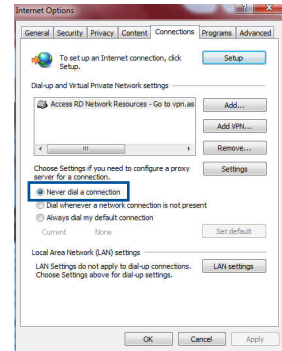 Internet Options
General Security Privacy Content Connections Programs Advanced
To set up an Internet connection, click
Setup.
Setup
Dial-up and Virtual Private Network settings
Access RD Network Resources - Go to vpn.as
Add...
Add VPN...
Remove...
Choose Settings if you need to configure a proxy
server for a connection.
Settings
Never dial a connection
Dial whenever a network connection is not present
Always dial my default connection
Current None
Set default
Local Area Network (LAN) settings
LAN Settings do not apply to dial-up connections.
Choose Settings above for dial-up settings.
LAN settings
OK Cancel Apply